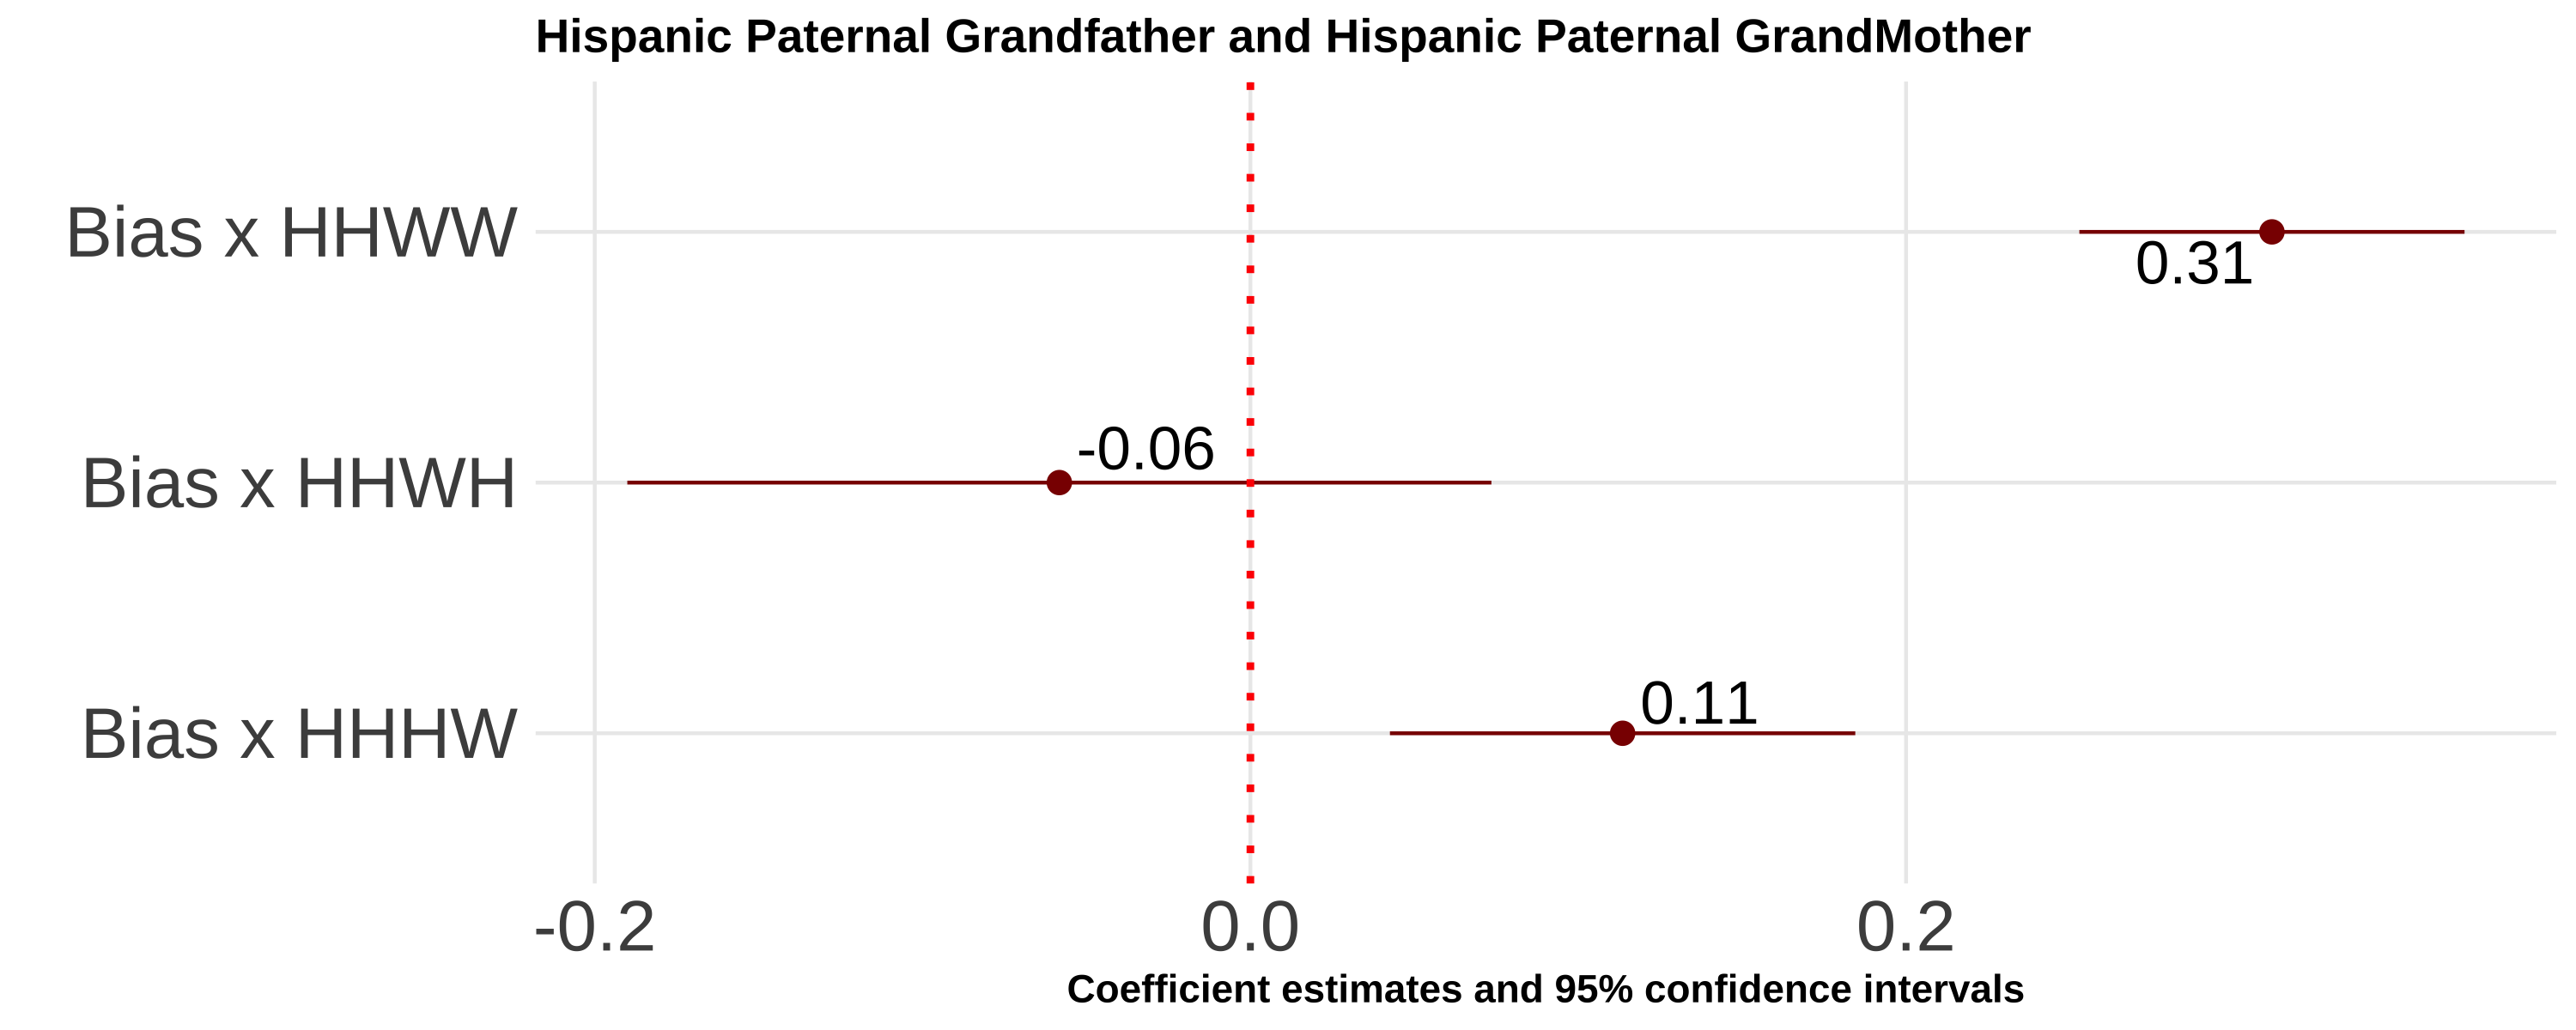 Hispanic Paternal Grandfather and Hispanic Paternal GrandMother
Bias x HHWW
0.31
-0.06
Bias x HHWH
0.11
Bias x HHHW
-0.2 0.0 0.2
Coefficient estimates and 95% confidence intervals